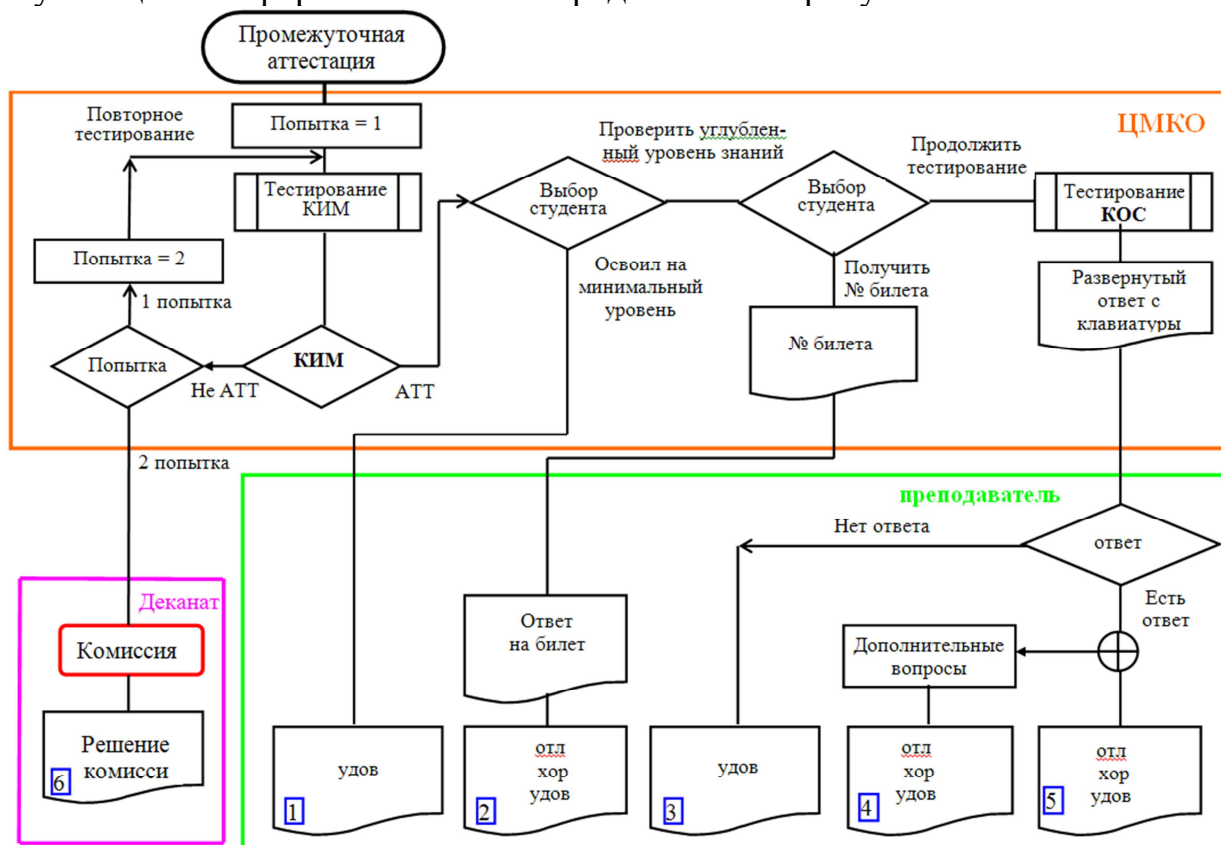 Промежуточная
аттестация
ЦМКО
Попытка = 1
Повторное
тестирование
Тестирование
КИМ
Попытка = 2
1 попытка
Попытка
Не АТТ
КИМ
АТТ
Выбор
студента
Проверить углублен-
ный уровень знаний
Выбор
студента
Продолжить
тестирование
Тестирование
КОС
Освоил на
минимальный
уровень
Получить
№ билета
№ билета
Развернутый
ответ с
клавиатуры
2 попытка
преподаватель
Нет ответа
ответ
Есть
ответ
Деканат
Комиссия
Решение
комисси
6
Ответ
на билет
Дополнительные
вопросы
удов
1
отл
хор
удов
2
удов
3
отл
хор
удов
4
отл
хор
удов
5